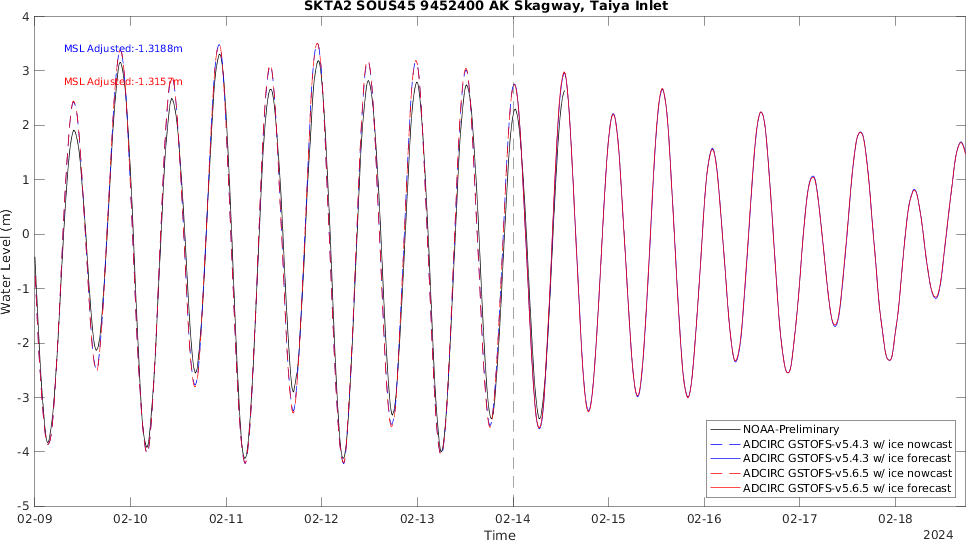 SKTA2 SOUS45 9452400 AK Skagway, Taiya Inlet
4
MSL Adjusted:-1.3188m
3
MSL Adjusted:-1.3157m
2
1
0
Water Level (m)
-1
-2
-3
NOAA-Preliminary
ADCIRC GSTOFS-v5.4.3 w/ ice nowcast
-4
ADCIRC GSTOFS-v5.4.3 w/ ice forecast
ADCIRC GSTOFS-v5.6.5 w/ ice nowcast
ADCIRC GSTOFS-v5.6.5 w/ ice forecast
-5
02-09 02-10 02-11 02-12 02-13 02-14 02-15 02-16 02-17 02-18
Time
2024